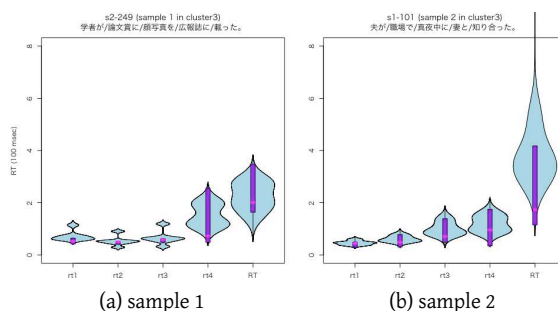 s2-249 (sample 1 in cluster3)
学者が/論文賞に/顔写真を/広報誌に/載った。
RT (100 msec)
8
6
4
2
0
rt1 rt2 rt3 rt4 RT
(a) sample 1
s1-101 (sample 2 in cluster3)
夫が/職場で/真夜中に/妻と/知り合った。
8
6
4
2
0
rt1 rt2 rt3 rt4 RT
(b) sample 2